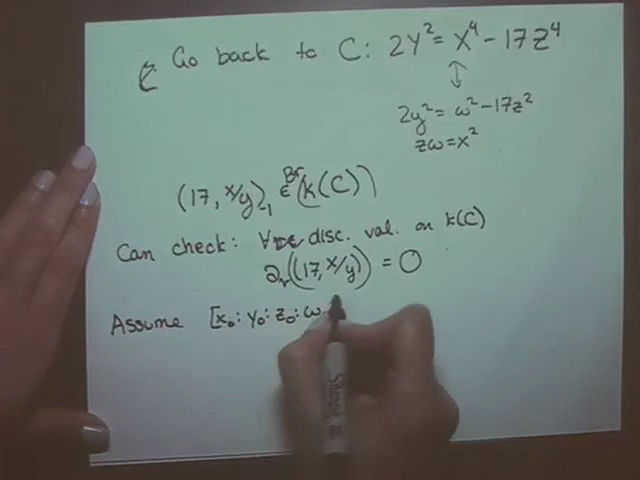 Go back to C: 2Y² = X⁴ - 17Z⁴
↕
2y² = ω² - 17z²
zω = x²
(17, x/y)₋₁ ∈ Br(k(C))
Can check: ∀ disc. val. on k(C)
∂ᵥ((17, x/y)) = 0
Assume [x₀: y₀: z₀: ω